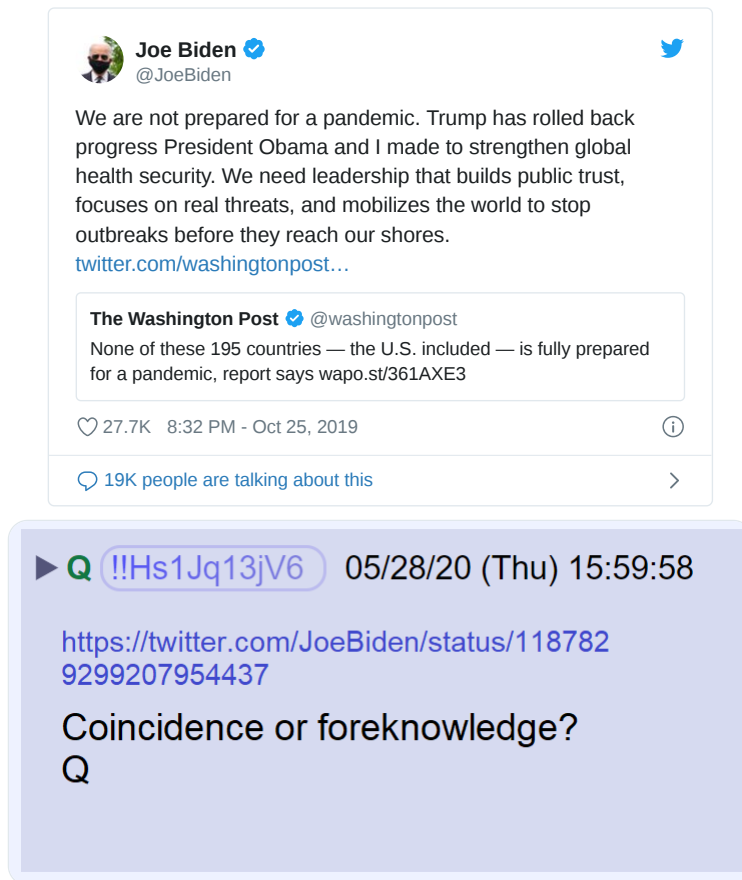 Joe Biden
@JoeBiden
We are not prepared for a pandemic. Trump has rolled back
progress President Obama and I made to strengthen global
health security. We need leadership that builds public trust,
focuses on real threats, and mobilizes the world to stop
outbreaks before they reach our shores.
twitter.com/washingtonpost…
The Washington Post @washingtonpost
None of these 195 countries — the U.S. included — is fully prepared
for a pandemic, report says wapo.st/361AXE3
27.7K 8:32 PM - Oct 25, 2019
19K people are talking about this
Q !!Hs1Jq13jV6 05/28/20 (Thu) 15:59:58
https://twitter.com/JoeBiden/status/118782
9299207954437
Coincidence or foreknowledge?
Q